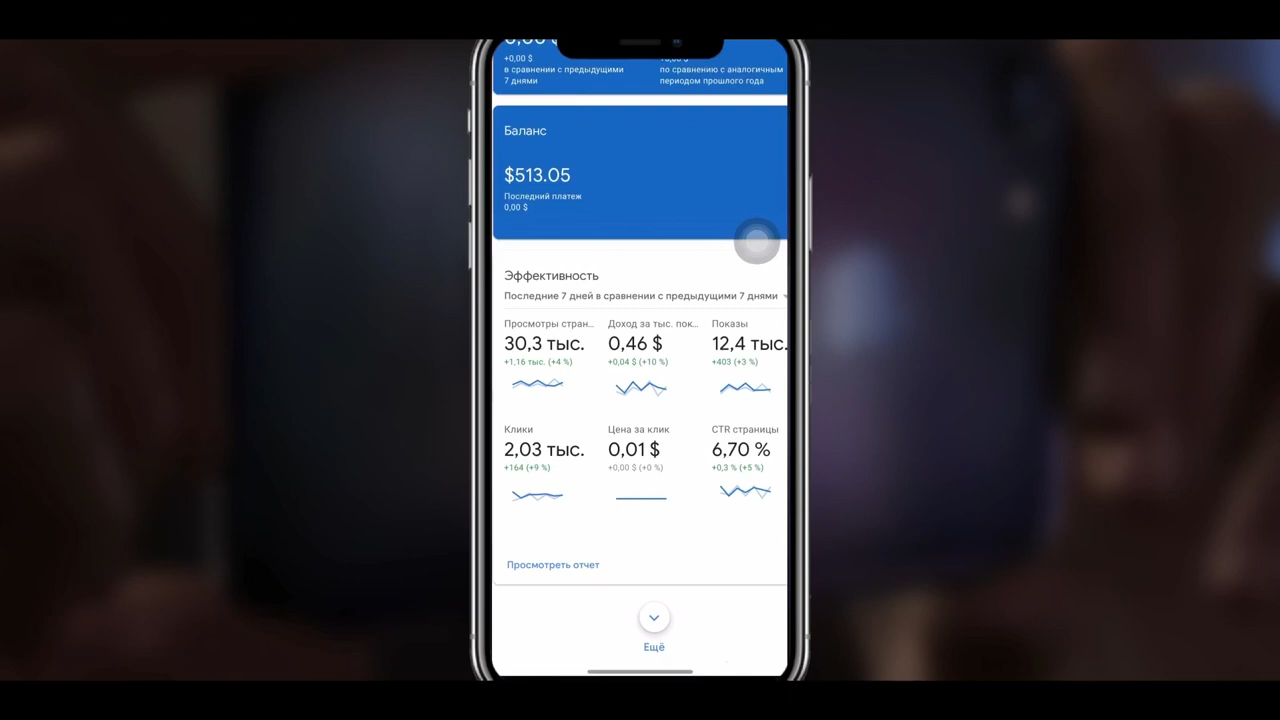 +0,00 $
в сравнении с предыдущими
7 днями
по сравнению с аналогичным
периодом прошлого года
Баланс
$513.05
Последний платеж
0,00 $
Эффективность
Последние 7 дней в сравнении с предыдущими 7 днями
Просмотры стран… Доход за тыс. пок… Показы
30,3 тыс. 0,46 $ 12,4 тыс.
+1,16 тыс. (+4 %) +0,04 $ (+10 %) +403 (+3 %)
Клики Цена за клик CTR страницы
2,03 тыс. 0,01 $ 6,70 %
+164 (+9 %) +0,00 $ (+0 %) +0,3 % (+5 %)
Просмотреть отчет
Ещё